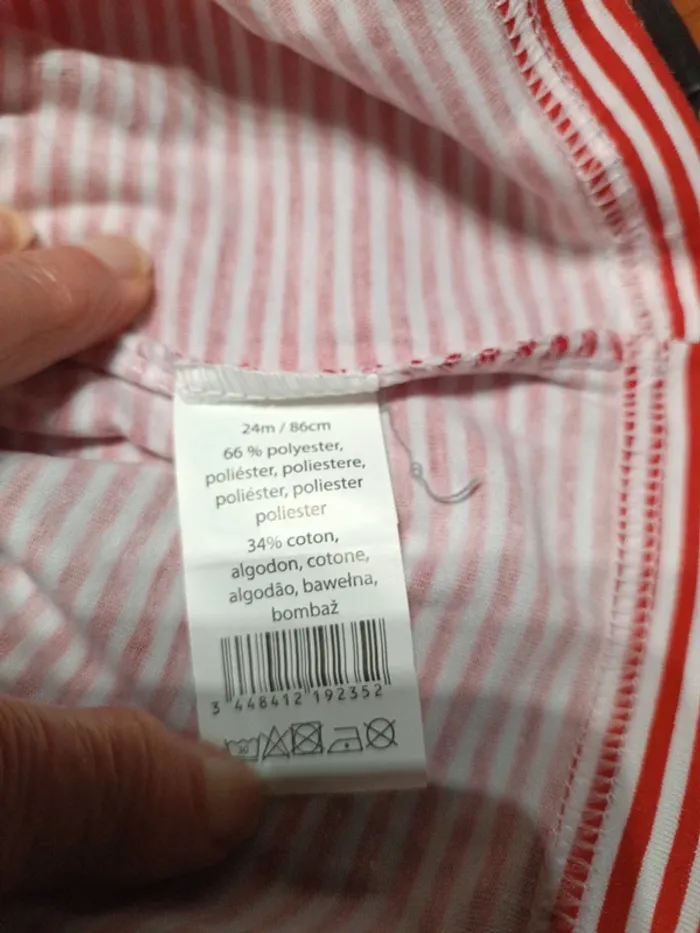 24m / 86cm
66 % polyester,
poliéster, poliestere,
poliéster, poliester
poliester
34% coton,
algodon, cotone,
algodão, bawełna,
bombaž
3 448412 192352
30